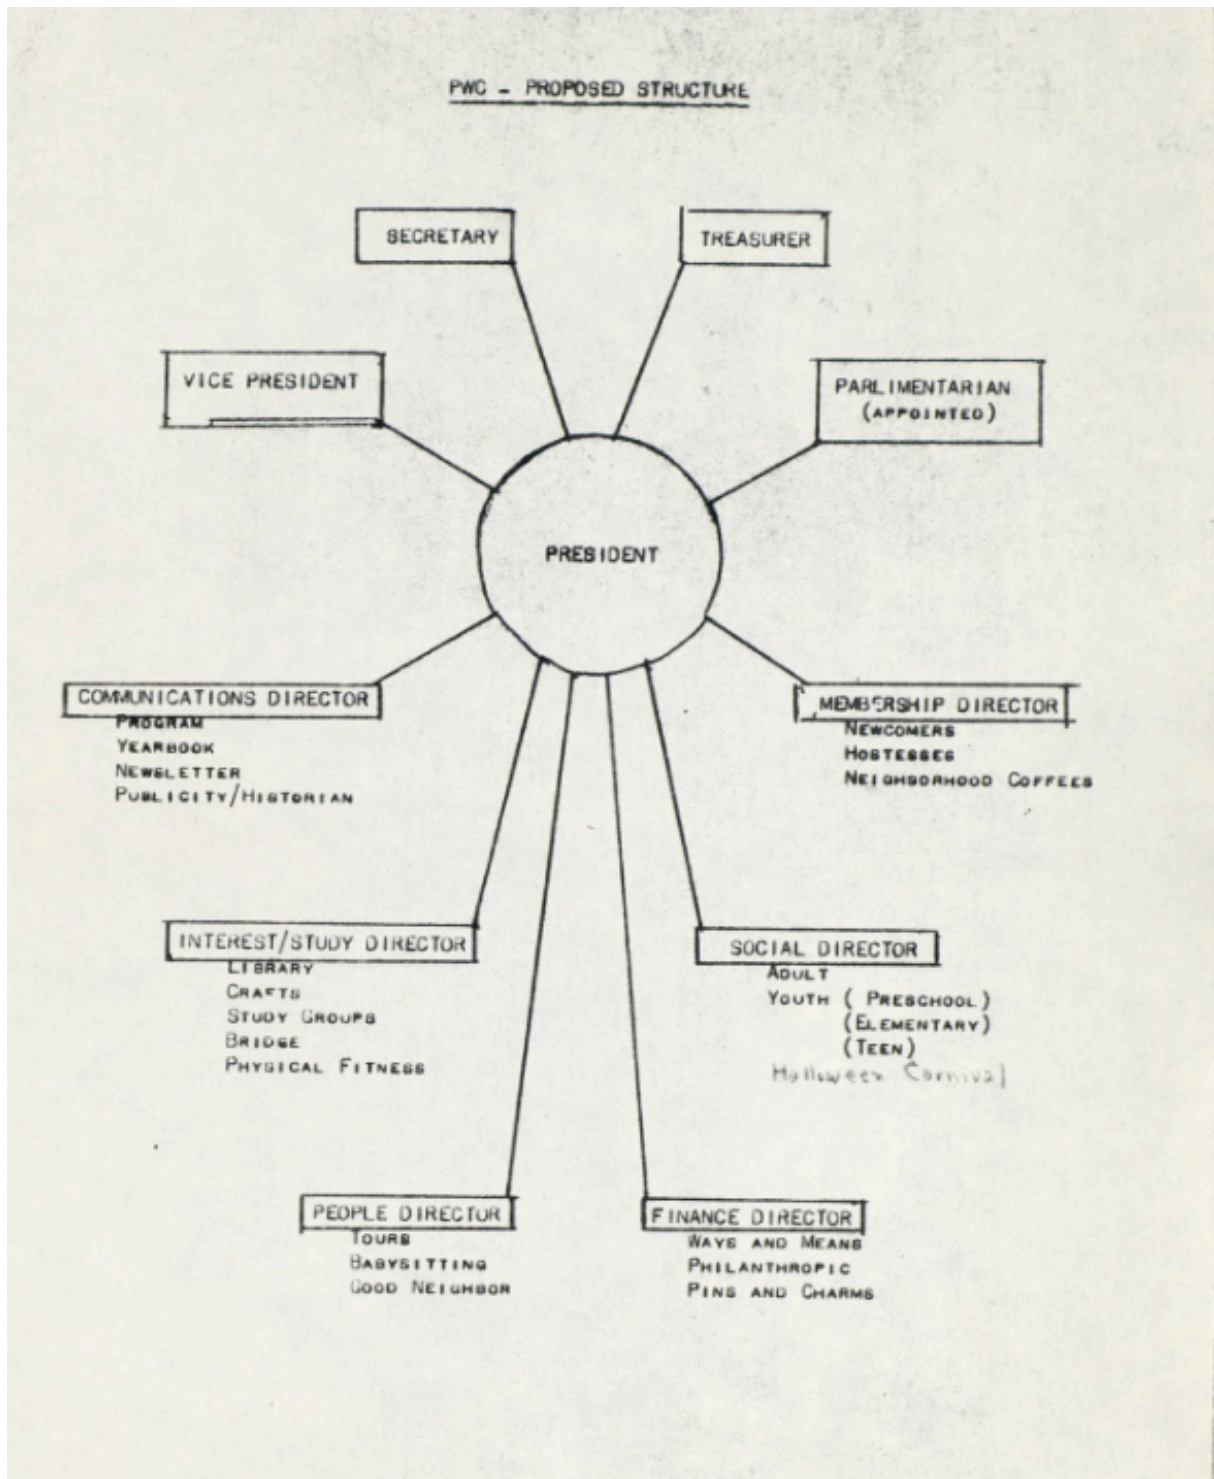 PWC - PROPOSED STRUCTURE
SECRETARY
TREASURER
VICE PRESIDENT
PARLIMENTARIAN
(APPOINTED)
PRESIDENT
COMMUNICATIONS DIRECTOR
PROGRAM
YEARBOOK
NEWSLETTER
PUBLICITY/HISTORIAN
MEMBERSHIP DIRECTOR
NEWCOMERS
HOSTESSES
NEIGHBORHOOD COFFEES
INTEREST/STUDY DIRECTOR
LIBRARY
CRAFTS
STUDY GROUPS
BRIDGE
PHYSICAL FITNESS
SOCIAL DIRECTOR
ADULT
YOUTH ( PRESCHOOL)
(ELEMENTARY)
(TEEN)
Halloween Carnival
PEOPLE DIRECTOR
TOURS
BABYSITTING
GOOD NEIGHBOR
FINANCE DIRECTOR
WAYS AND MEANS
PHILANTHROPIC
PINS AND CHARMS